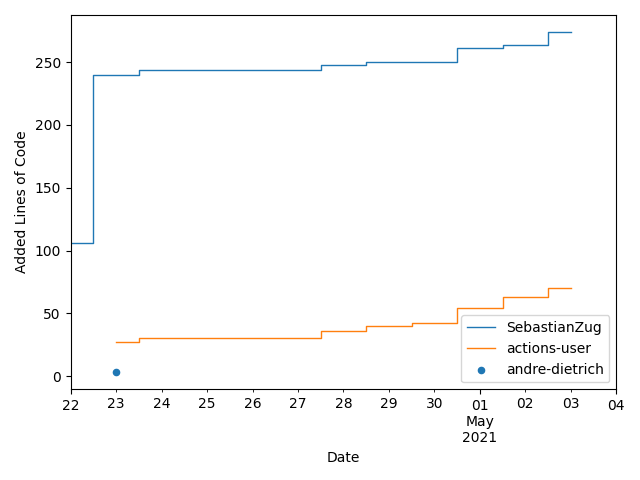 Added Lines of Code
250
200
150
100
50
0
SebastianZug
actions-user
andre-dietrich
22 23 24 25 26 27 28 29 30 01 02 03 04
May
2021
Date